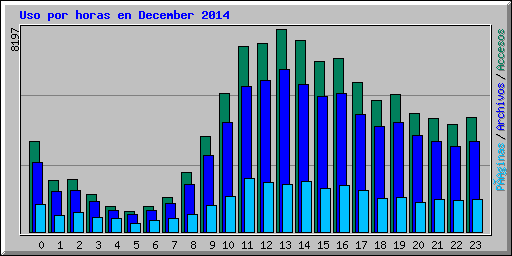 Uso por horas en December 2014
8197
Páginas / Archivos / Accesos
0 1 2 3 4 5 6 7 8 9 10 11 12 13 14 15 16 17 18 19 20 21 22 23